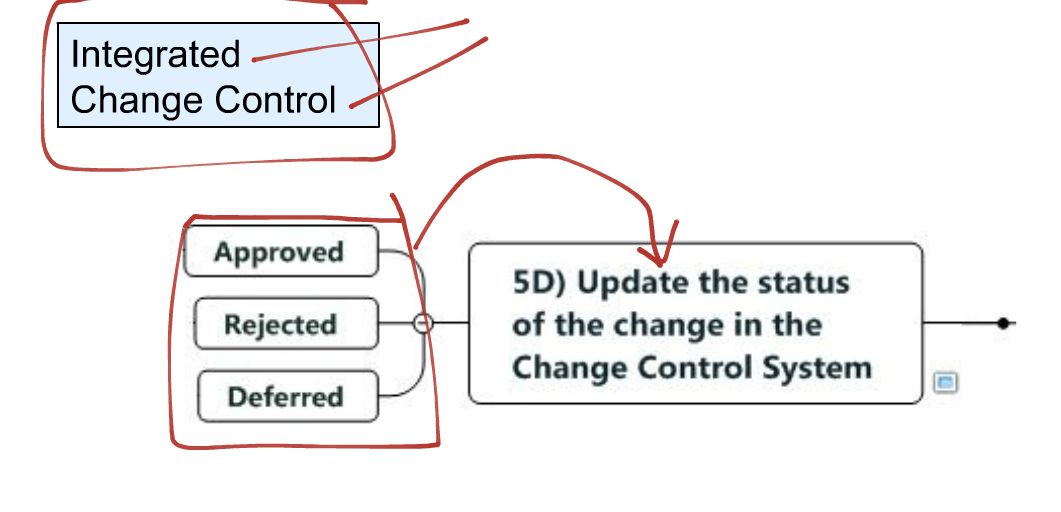 Integrated
Change Control
Approved
Rejected
Deferred
5D) Update the status
of the change in the
Change Control System